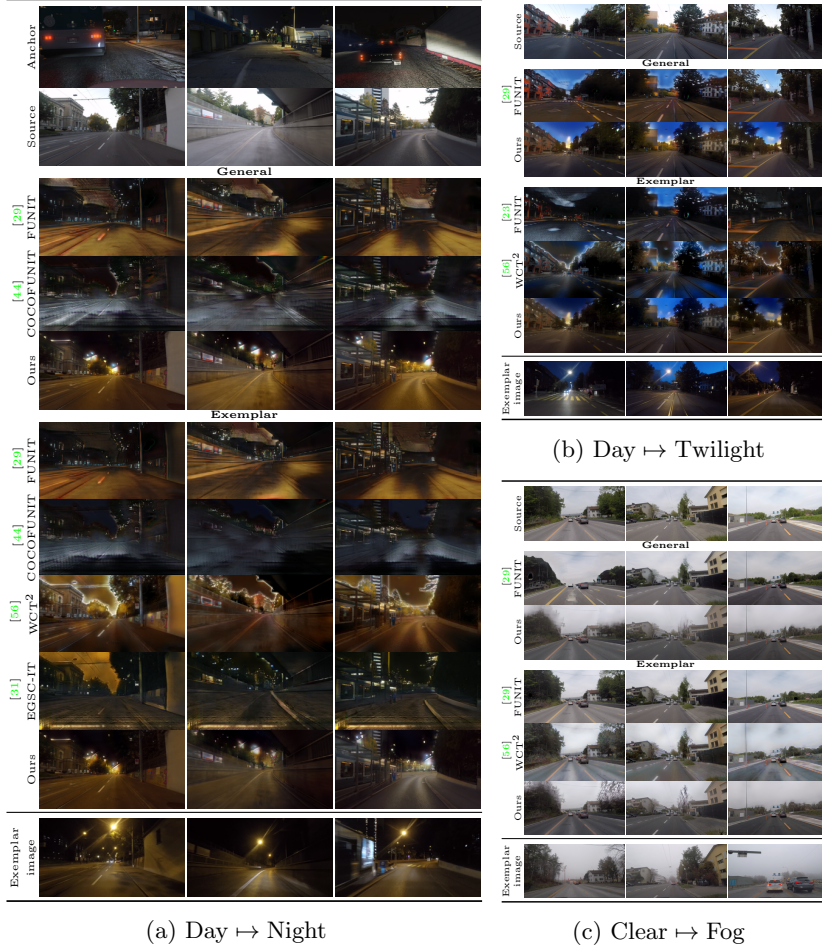 Anchor
Source
General
[29]
FUNIT
[44]
COCOFUNIT
Ours
Exemplar
[29]
FUNIT
[44]
COCOFUNIT
[56]
WCT2
[31]
EGSC-IT
Ours
Exemplar
image
(a) Day ↦ Night
Source
General
[29]
FUNIT
Ours
Exemplar
[23]
FUNIT
[56]
WCT2
Ours
Exemplar
image
(b) Day ↦ Twilight
Source
General
[29]
FUNIT
Ours
Exemplar
[29]
FUNIT
[56]
WCT2
Ours
Exemplar
image
(c) Clear ↦ Fog